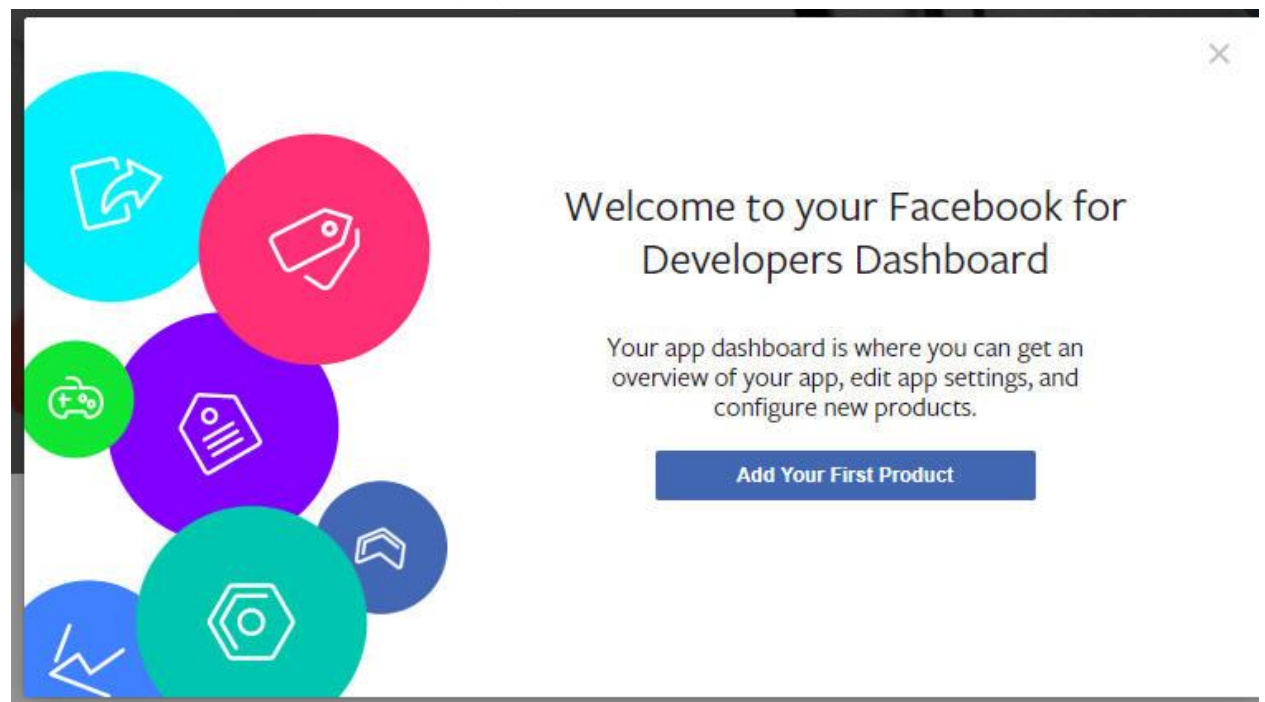 Welcome to your Facebook for
Developers Dashboard
Your app dashboard is where you can get an
overview of your app, edit app settings, and
configure new products.
Add Your First Product